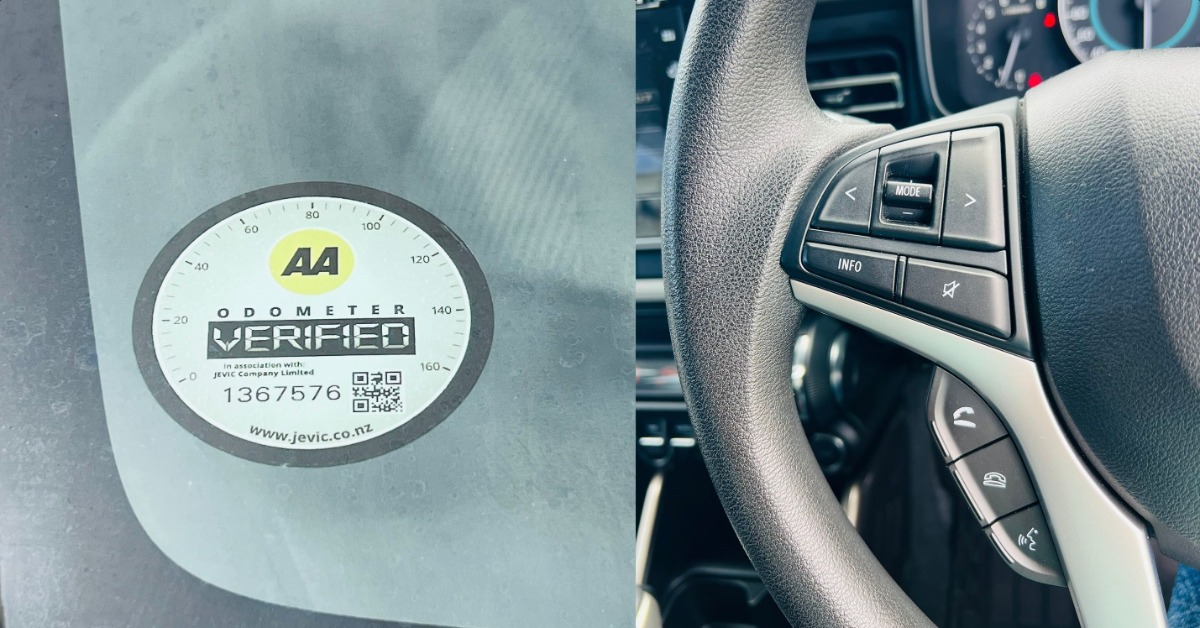 80
60
100
40
120
20
140
0
160
AA
ODOMETER
VERIFIED
In association with:
JEVIC Company Limited
1367576
www.jevic.co.nz
<
+
MODE
−
>
INFO